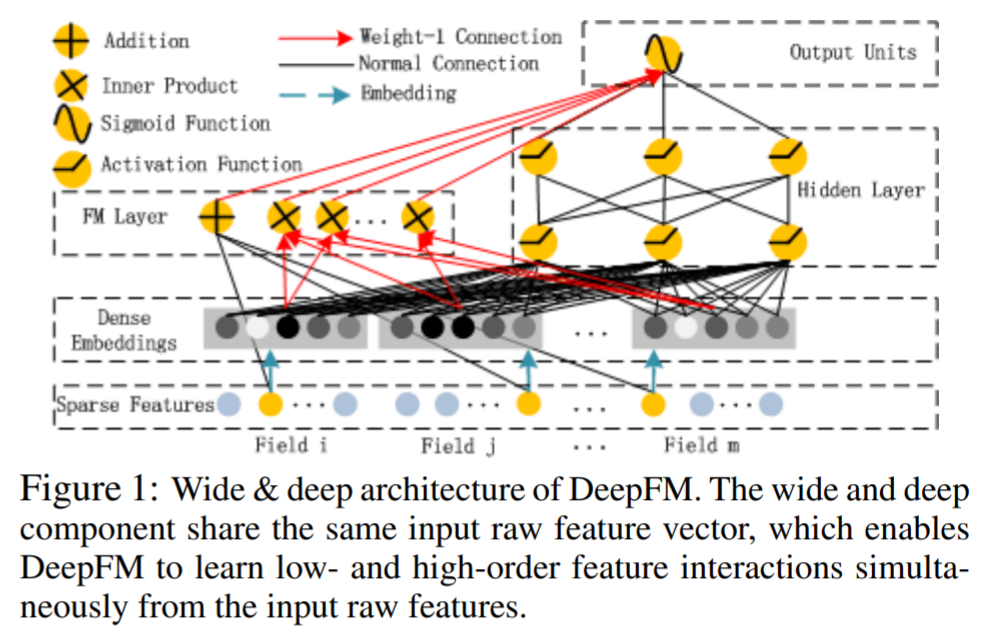 Addition
Weight-1 Connection
Output Units
Normal Connection
Inner Product
Embedding
Sigmoid Function
Activation Function
Hidden Layer
FM Layer
...
Dense
Embeddings
...
Sparse Features
... ... ... ...
Field i Field j ... Field m
Figure 1: Wide & deep architecture of DeepFM. The wide and deep
component share the same input raw feature vector, which enables
DeepFM to learn low- and high-order feature interactions simulta-
neously from the input raw features.